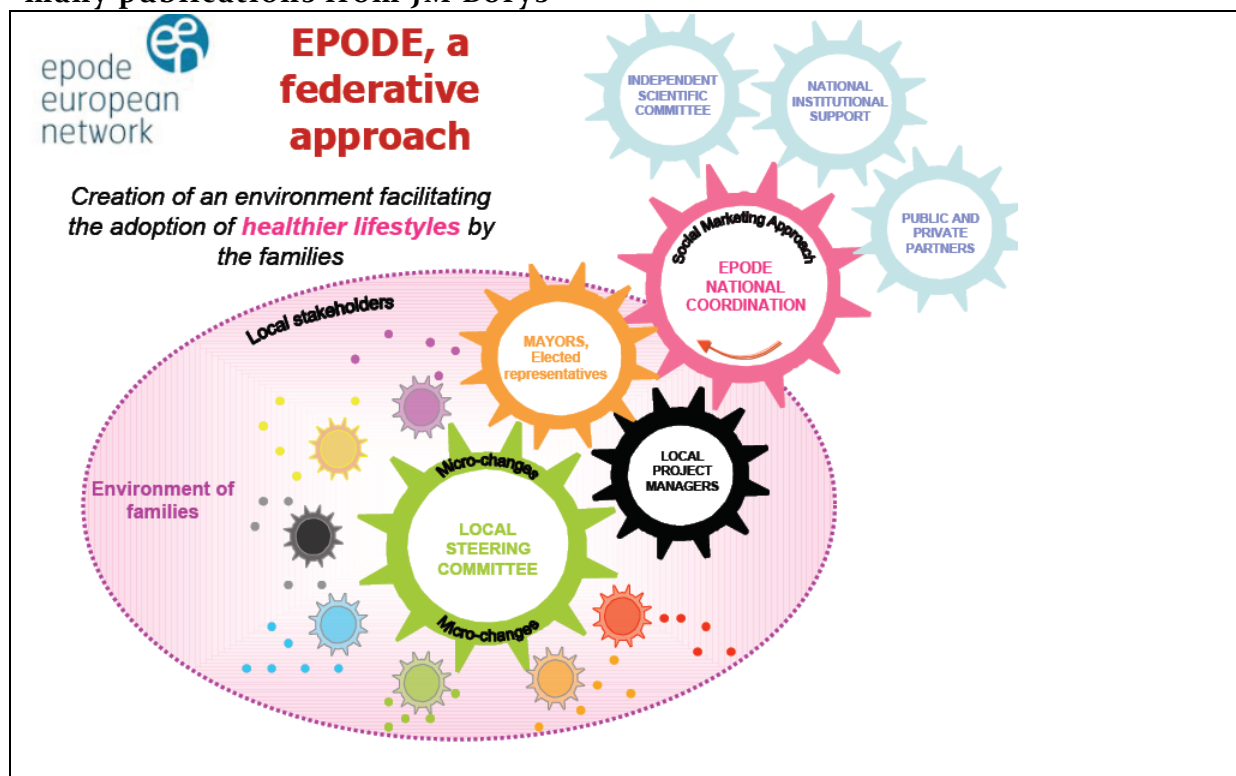 many publications from JM Borys
epode
european
network
EPODE, a
federative
approach
Creation of an environment facilitating
the adoption of healthier lifestyles by
the families
INDEPENDENT
SCIENTIFIC
COMMITTEE
NATIONAL
INSTITUTIONAL
SUPPORT
PUBLIC AND
PRIVATE
PARTNERS
Social Marketing Approach
EPODE
NATIONAL
COORDINATION
Local stakeholders
MAYORS,
Elected
representatives
LOCAL
PROJECT
MANAGERS
Environment of
families
Micro-changes
LOCAL
STEERING
COMMITTEE
Micro-changes